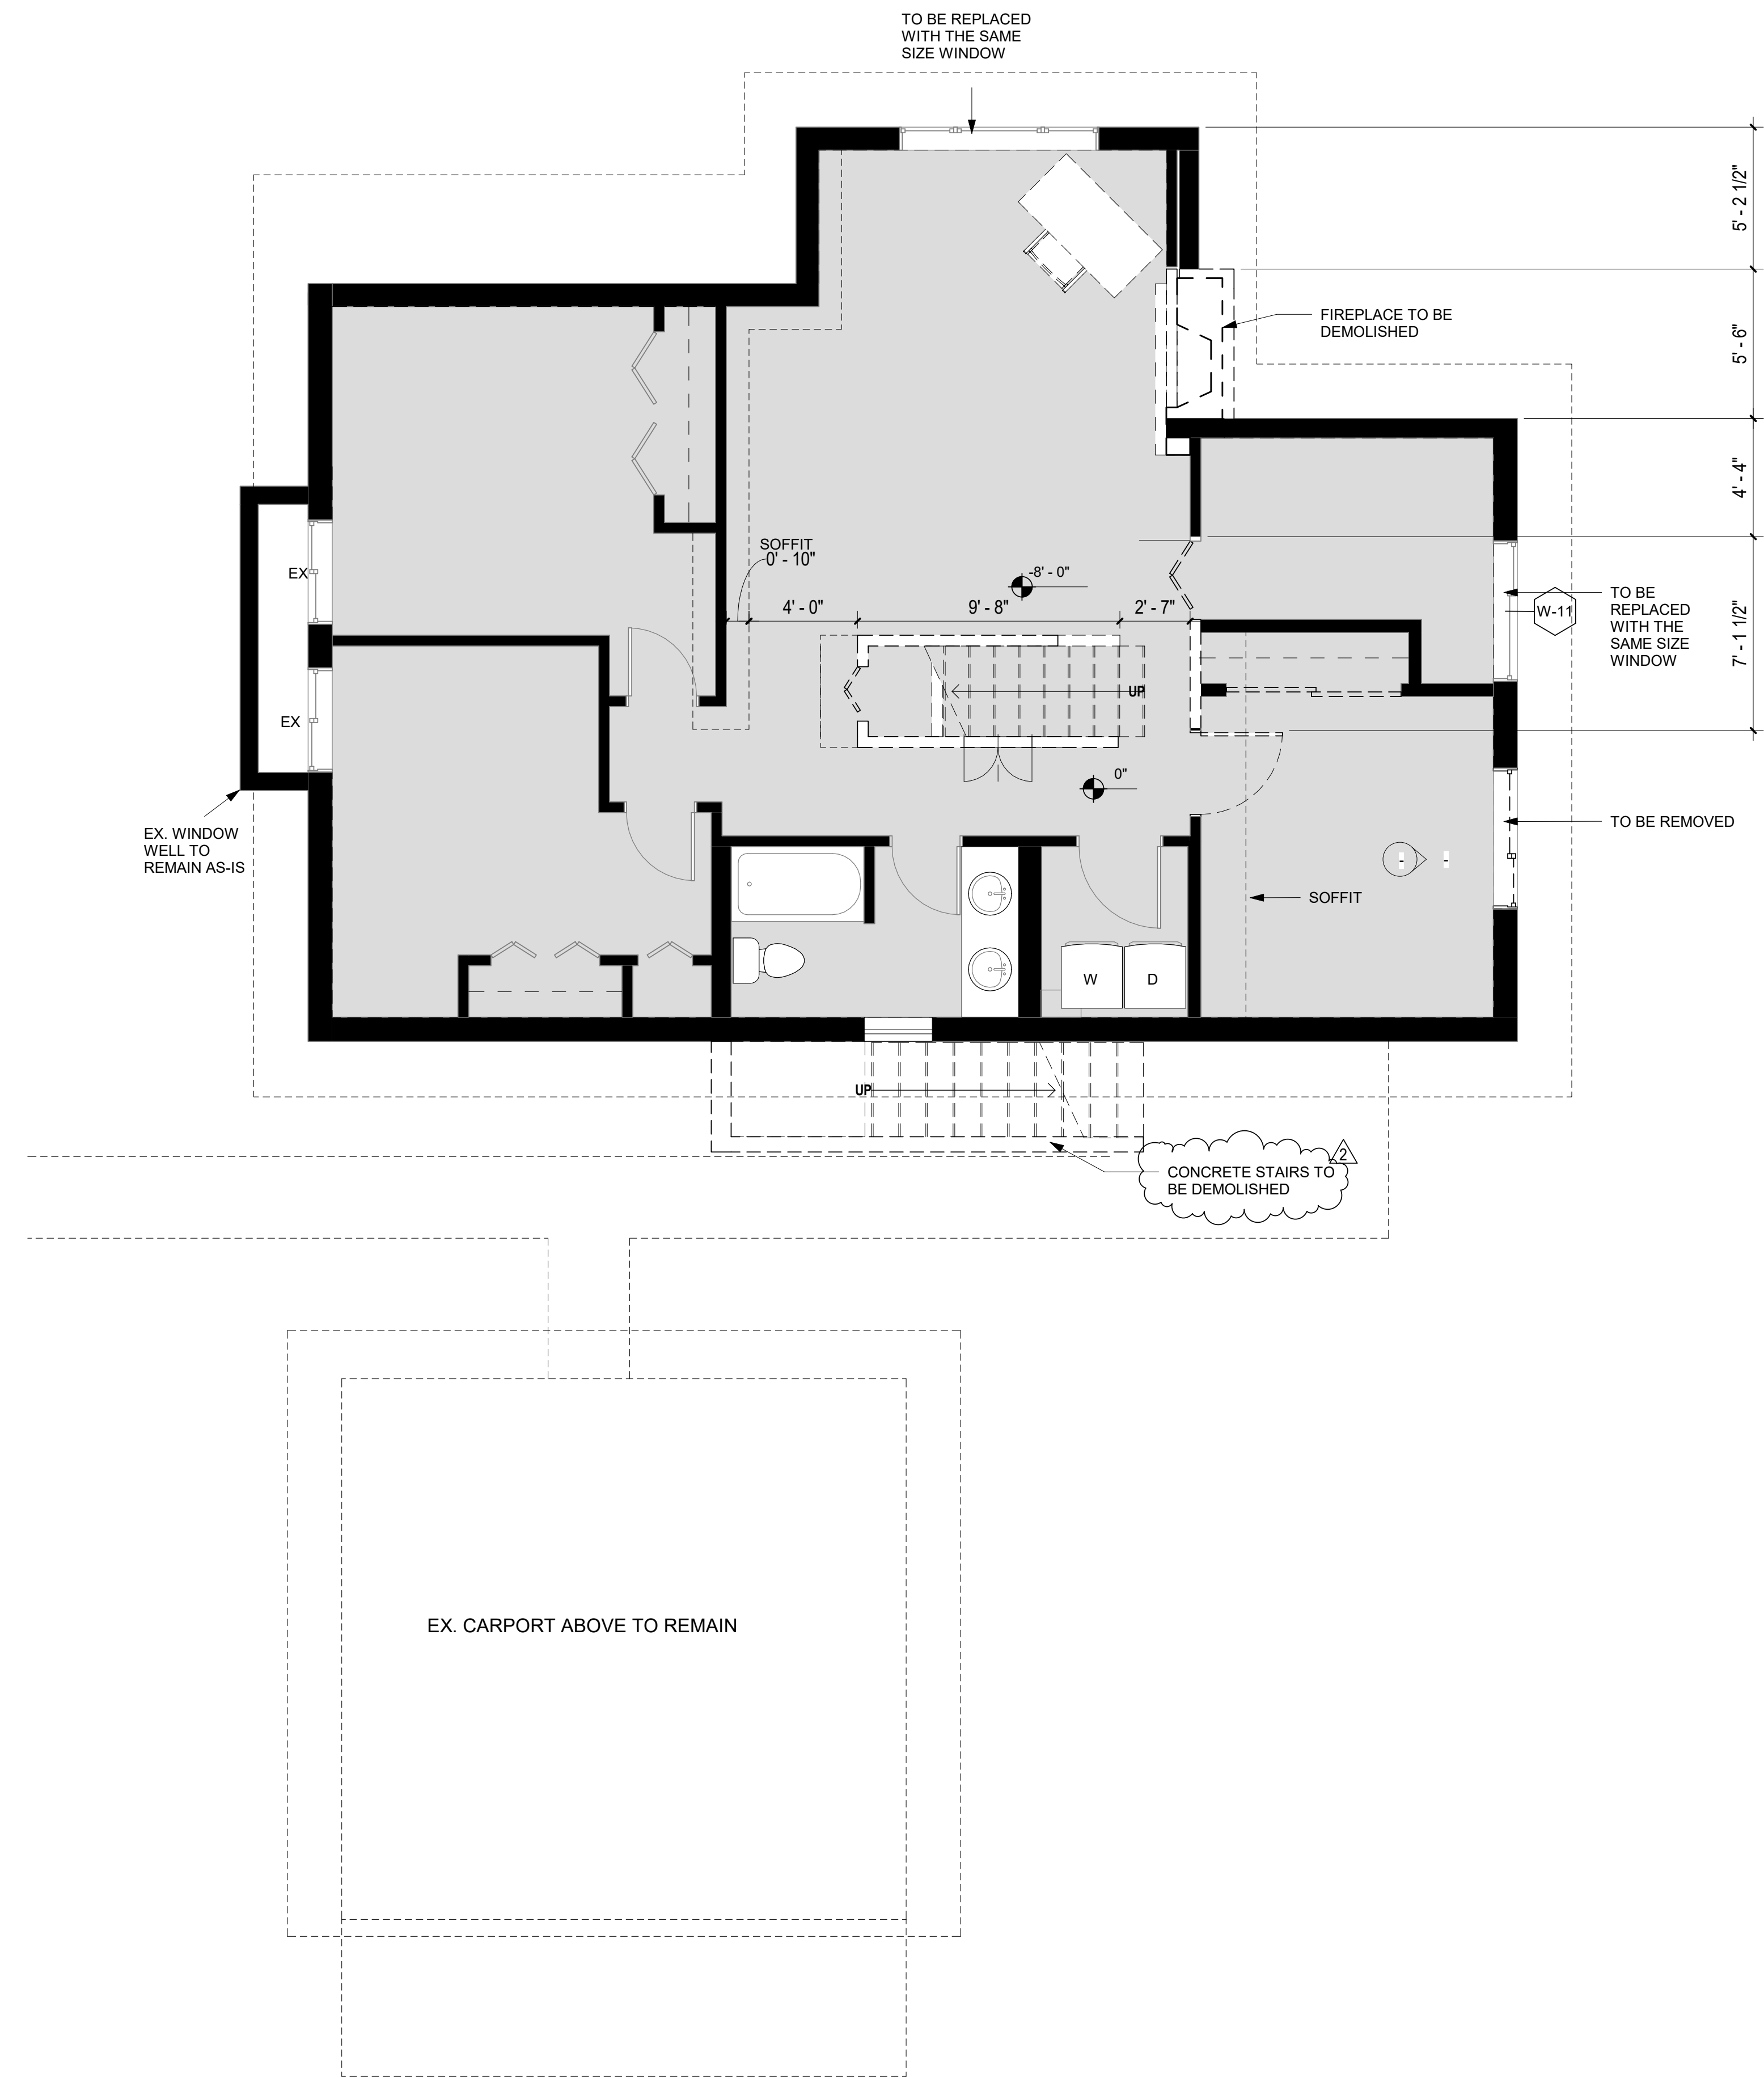 TO BE REPLACED
WITH THE SAME
SIZE WINDOW
5' - 2 1/2"
FIREPLACE TO BE
DEMOLISHED
5' - 6"
4' - 4"
SOFFIT
0' - 10"
EX
-8' - 0"
4' - 0"
9' - 8"
2' - 7"
W-11
TO BE
REPLACED
WITH THE
SAME SIZE
WINDOW
7' - 1 1/2"
UP
EX
0"
EX. WINDOW
WELL TO
REMAIN AS-IS
TO BE REMOVED
-
-
SOFFIT
W
D
UP
2
CONCRETE STAIRS TO
BE DEMOLISHED
EX. CARPORT ABOVE TO REMAIN